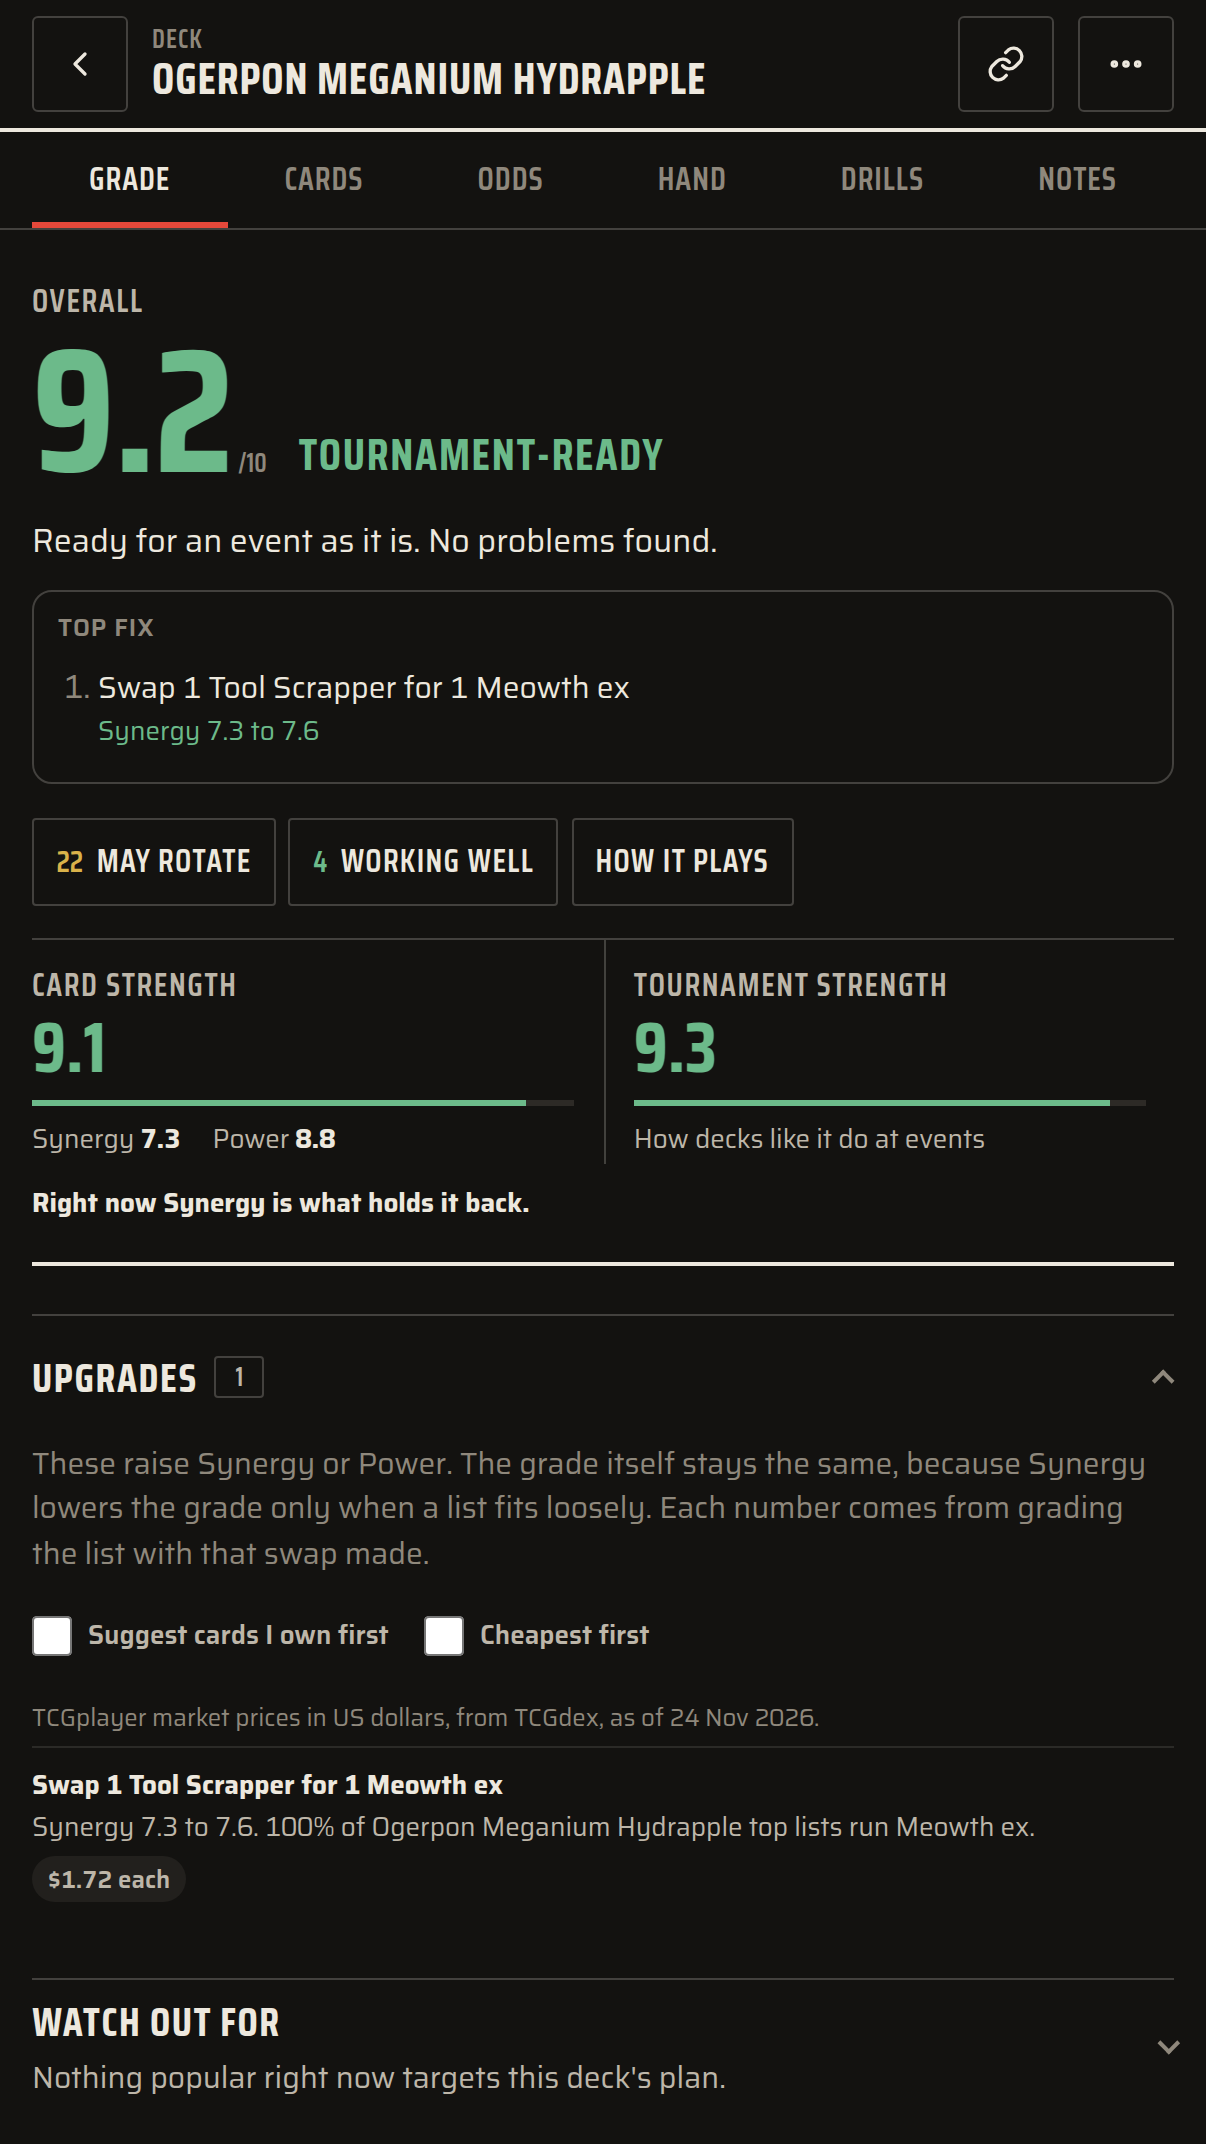 DECK
OGERPON MEGANIUM HYDRAPPLE
GRADE CARDS ODDS HAND DRILLS NOTES
OVERALL
9.2/10 TOURNAMENT-READY
Ready for an event as it is. No problems found.
TOP FIX
1. Swap 1 Tool Scrapper for 1 Meowth ex
Synergy 7.3 to 7.6
22 MAY ROTATE 4 WORKING WELL HOW IT PLAYS
CARD STRENGTH
9.1
Synergy 7.3 Power 8.8
TOURNAMENT STRENGTH
9.3
How decks like it do at events
Right now Synergy is what holds it back.
UPGRADES 1
These raise Synergy or Power. The grade itself stays the same, because Synergy
lowers the grade only when a list fits loosely. Each number comes from grading
the list with that swap made.
Suggest cards I own first Cheapest first
TCGplayer market prices in US dollars, from TCGdex, as of 24 Nov 2026.
Swap 1 Tool Scrapper for 1 Meowth ex
Synergy 7.3 to 7.6. 100% of Ogerpon Meganium Hydrapple top lists run Meowth ex.
$1.72 each
WATCH OUT FOR
Nothing popular right now targets this deck's plan.